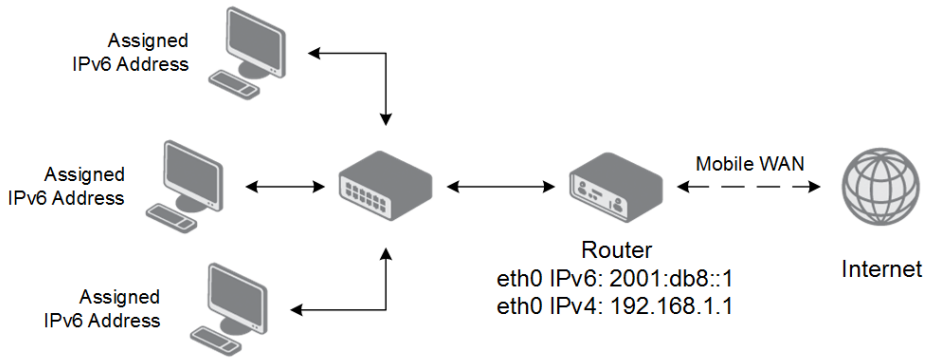 Assigned
IPv6 Address
Assigned
IPv6 Address
Assigned
IPv6 Address
Mobile WAN
Router
eth0 IPv6: 2001:db8::1
eth0 IPv4: 192.168.1.1
Internet